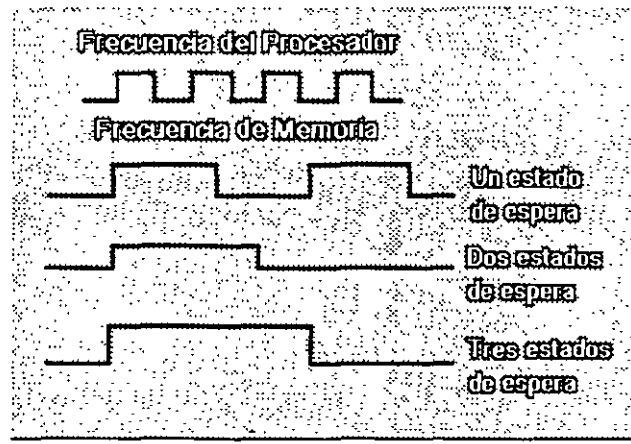 Frecuencia del Procesador
Frecuencia de Memoria
Un estado
de espera
Dos estados
de espera
Tres estados
de espera